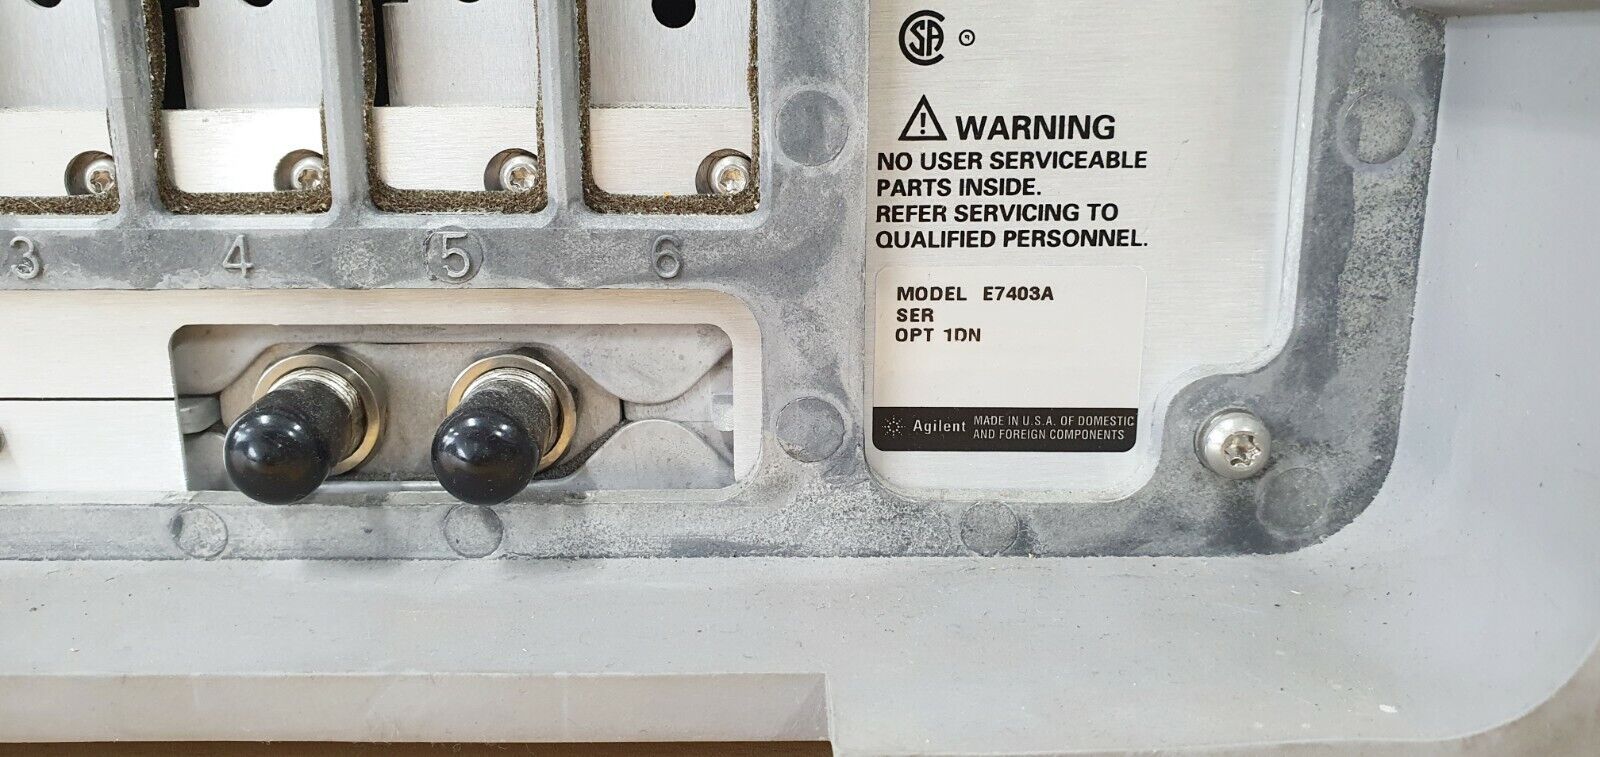 SA
WARNING
NO USER SERVICEABLE
PARTS INSIDE.
REFER SERVICING TO
QUALIFIED PERSONNEL.
3 4 5 6
MODEL E7403A
SER
OPT 1DN
Agilent MADE IN U.S.A. OF DOMESTIC
AND FOREIGN COMPONENTS